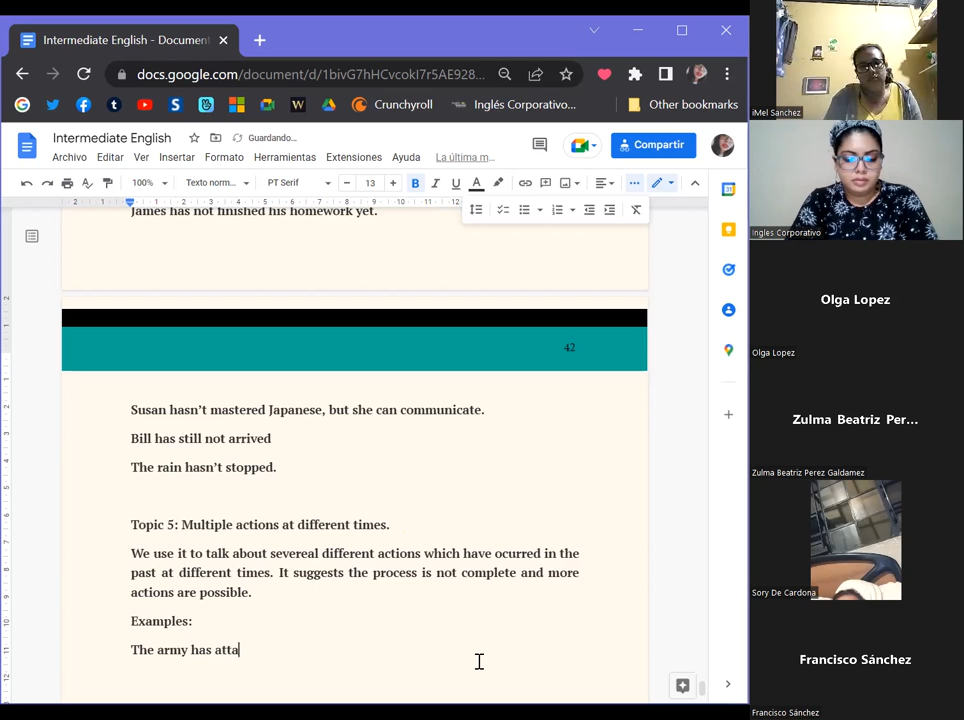 Intermediate English - Document
docs.google.com/document/d/1bivG7hHCvcokI7r5AE928...
Crunchyroll
Inglés Corporativo...
Other bookmarks
Intermediate English
Guardando...
Archivo Editar Ver Insertar Formato Herramientas Extensiones Ayuda La última m...
Compartir
100% Texto norm... PT Serif 13
James has not finished his homework yet.
42
Susan hasn't mastered Japanese, but she can communicate.
Bill has still not arrived
The rain hasn't stopped.
Topic 5: Multiple actions at different times.
We use it to talk about severeal different actions which have ocurred in the
past at different times. It suggests the process is not complete and more
actions are possible.
Examples:
The army has atta
iMel Sanchez
Ingles Corporativo
Olga Lopez
Olga Lopez
Zulma Beatriz Per...
Zulma Beatriz Perez Galdamez
Sory De Cardona
Francisco Sánchez
Francisco Sánchez